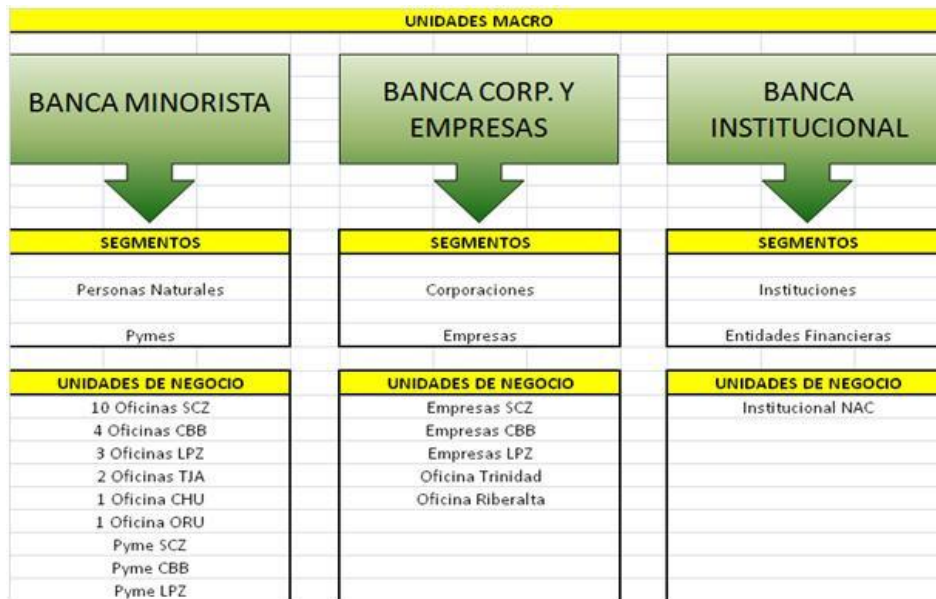 UNIDADES MACRO
BANCA MINORISTA
BANCA CORP. Y
EMPRESAS
BANCA
INSTITUCIONAL
SEGMENTOS
Personas Naturales
Pymes
SEGMENTOS
Corporaciones
Empresas
SEGMENTOS
Instituciones
Entidades Financieras
UNIDADES DE NEGOCIO
10 Oficinas SCZ
4 Oficinas CBB
3 Oficinas LPZ
2 Oficinas TJA
1 Oficina CHU
1 Oficina ORU
Pyme SCZ
Pyme CBB
Pyme LPZ
UNIDADES DE NEGOCIO
Empresas SCZ
Empresas CBB
Empresas LPZ
Oficina Trinidad
Oficina Riberalta
UNIDADES DE NEGOCIO
Institucional NAC